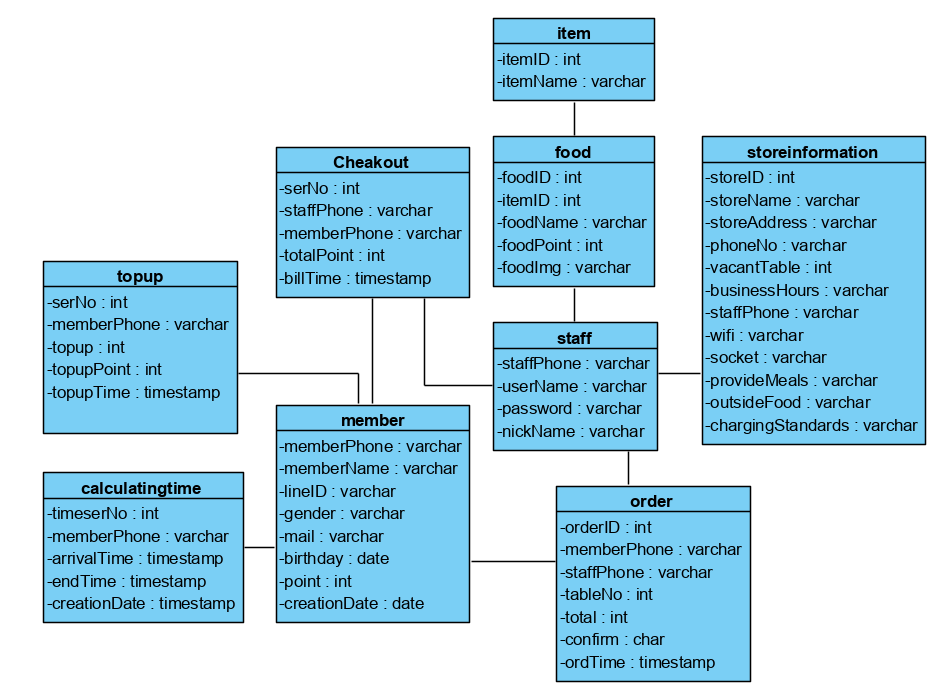 item
-itemID : int
-itemName : varchar
food
-foodID : int
-itemID : int
-foodName : varchar
-foodPoint : int
-foodImg : varchar
storeinformation
-storeID : int
-storeName : varchar
-storeAddress : varchar
-phoneNo : varchar
-vacantTable : int
-businessHours : varchar
-staffPhone : varchar
-wifi : varchar
-socket : varchar
-provideMeals : varchar
-outsideFood : varchar
-chargingStandards : varchar
Cheakout
-serNo : int
-staffPhone : varchar
-memberPhone : varchar
-totalPoint : int
-billTime : timestamp
topup
-serNo : int
-memberPhone : varchar
-topup : int
-topupPoint : int
-topupTime : timestamp
staff
-staffPhone : varchar
-userName : varchar
-password : varchar
-nickName : varchar
member
-memberPhone : varchar
-memberName : varchar
-lineID : varchar
-gender : varchar
-mail : varchar
-birthday : date
-point : int
-creationDate : date
calculatingtime
-timeserNo : int
-memberPhone : varchar
-arrivalTime : timestamp
-endTime : timestamp
-creationDate : timestamp
order
-orderID : int
-memberPhone : varchar
-staffPhone : varchar
-tableNo : int
-total : int
-confirm : char
-ordTime : timestamp